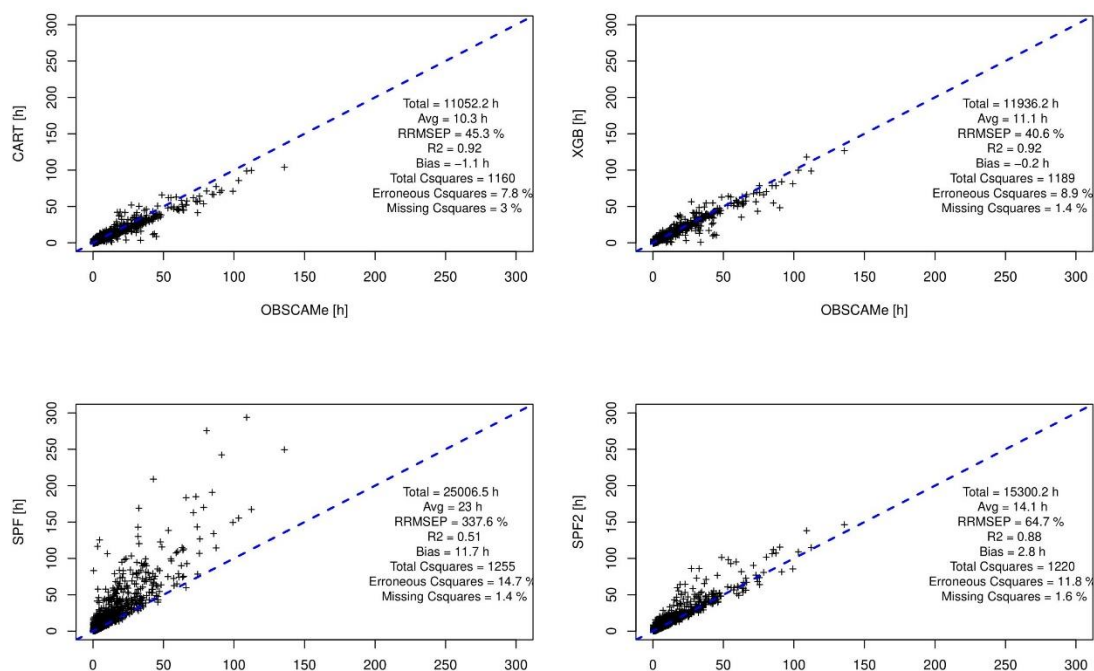 CART [h]
300
250
200
150
100
50
0
Total = 11052.2 h
Avg = 10.3 h
RRMSEP = 45.3 %
R2 = 0.92
Bias = −1.1 h
Total Csquares = 1160
Erroneous Csquares = 7.8 %
Missing Csquares = 3 %
0 50 100 150 200 250 300
OBSCAMe [h]
XGB [h]
300
250
200
150
100
50
0
Total = 11936.2 h
Avg = 11.1 h
RRMSEP = 40.6 %
R2 = 0.92
Bias = −0.2 h
Total Csquares = 1189
Erroneous Csquares = 8.9 %
Missing Csquares = 1.4 %
0 50 100 150 200 250 300
OBSCAMe [h]
SPF [h]
300
250
200
150
100
50
0
Total = 25006.5 h
Avg = 23 h
RRMSEP = 337.6 %
R2 = 0.51
Bias = 11.7 h
Total Csquares = 1255
Erroneous Csquares = 14.7 %
Missing Csquares = 1.4 %
0 50 100 150 200 250 300
SPF2 [h]
300
250
200
150
100
50
0
Total = 15300.2 h
Avg = 14.1 h
RRMSEP = 64.7 %
R2 = 0.88
Bias = 2.8 h
Total Csquares = 1220
Erroneous Csquares = 11.8 %
Missing Csquares = 1.6 %
0 50 100 150 200 250 300